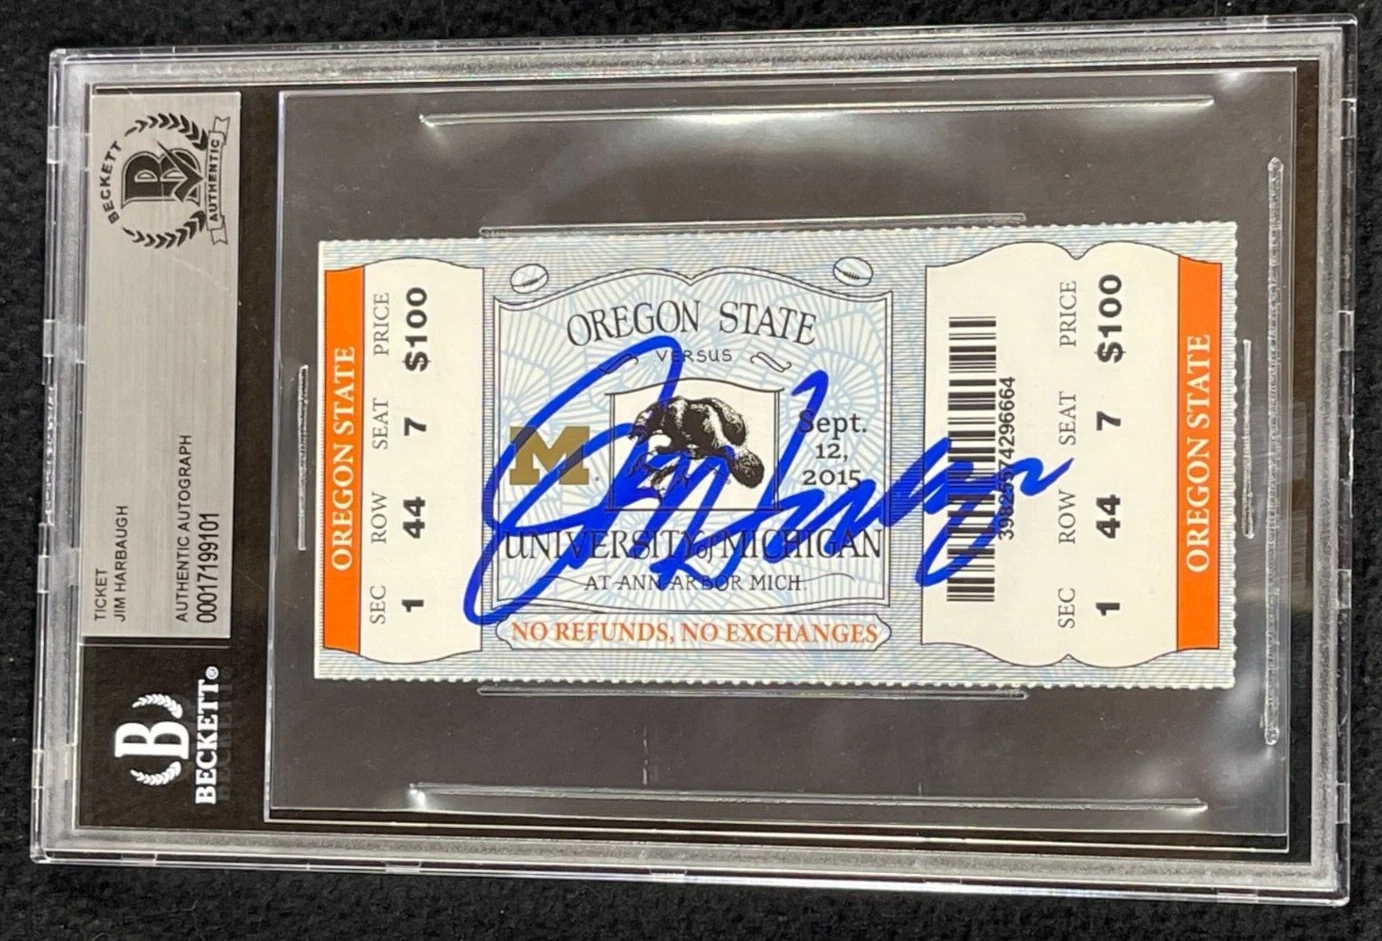 BECKETT
AUTHENTIC
TICKET
JIM HARBAUGH
AUTHENTIC AUTOGRAPH
00017199101
B
BECKETT®
OREGON STATE
SEC ROW SEAT PRICE
1 44 7 $100
OREGON STATE
VERSUS
M
Sept.
12,
2015
UNIVERSITY of MICHIGAN
AT ANN ARBOR MICH.
NO REFUNDS, NO EXCHANGES
SEC ROW SEAT PRICE
1 44 7 $100
OREGON STATE